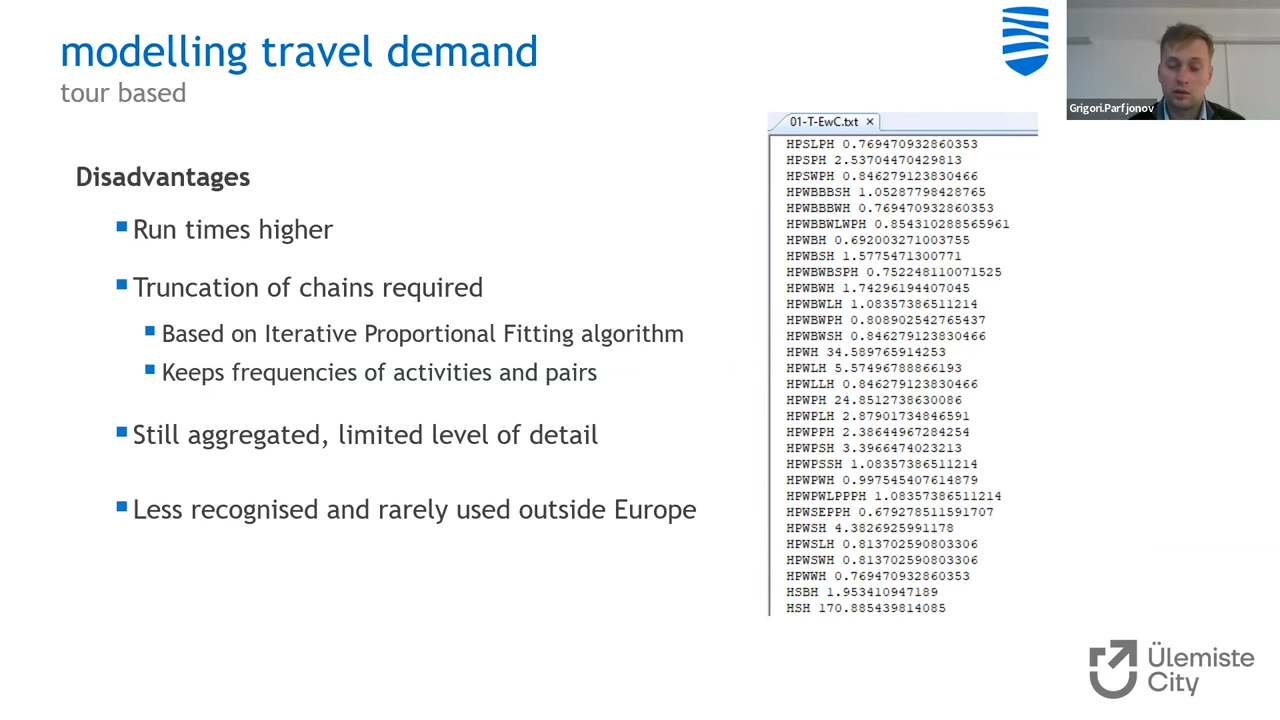 modelling travel demand
tour based
Grigori.Parfjonov
Disadvantages
Run times higher
Truncation of chains required
Based on Iterative Proportional Fitting algorithm
Keeps frequencies of activities and pairs
Still aggregated, limited level of detail
Less recognised and rarely used outside Europe
01-T-EwC.txt ×
HPSLPH 0.769470932860353
HPSPH 2.53704470429813
HPSWPH 0.846279123830466
HPWBBBSH 1.05287798428765
HPWBBBWH 0.769470932860353
HPWBBWLWPH 0.854310288565961
HPWBH 0.692003271003755
HPWBSH 1.5775471300771
HPWBWBSPH 0.752248110071525
HPWBWH 1.74296194407045
HPWBWLH 1.08357386511214
HPWBWPH 0.808902542765437
HPWBWSH 0.846279123830466
HPWH 34.589765914253
HPWLH 5.57496788866193
HPWLLH 0.846279123830466
HPWPH 24.8512738630086
HPWPLH 2.87901734846591
HPWPPH 2.38644967284254
HPWPSH 3.3966474023213
HPWPSSH 1.08357386511214
HPWPWH 0.997545407614879
HPWPWLPPPH 1.08357386511214
HPWSEPPH 0.679278511591707
HPWSH 4.3826925991178
HPWSLH 0.813702590803306
HPWSWH 0.813702590803306
HPWWH 0.769470932860353
HSBH 1.953410947189
HSH 170.885439814085
Ülemiste
City